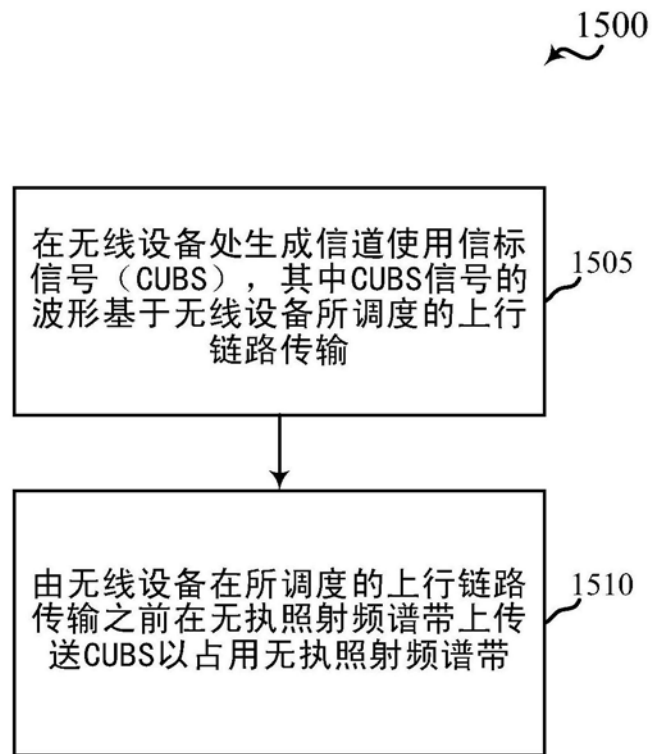 1500
在无线设备处生成信道使用信标
信号（CUBS），其中CUBS信号的
波形基于无线设备所调度的上行
链路传输
1505
由无线设备在所调度的上行链路
传输之前在无执照射频谱带上传
送CUBS以占用无执照射频谱带
1510